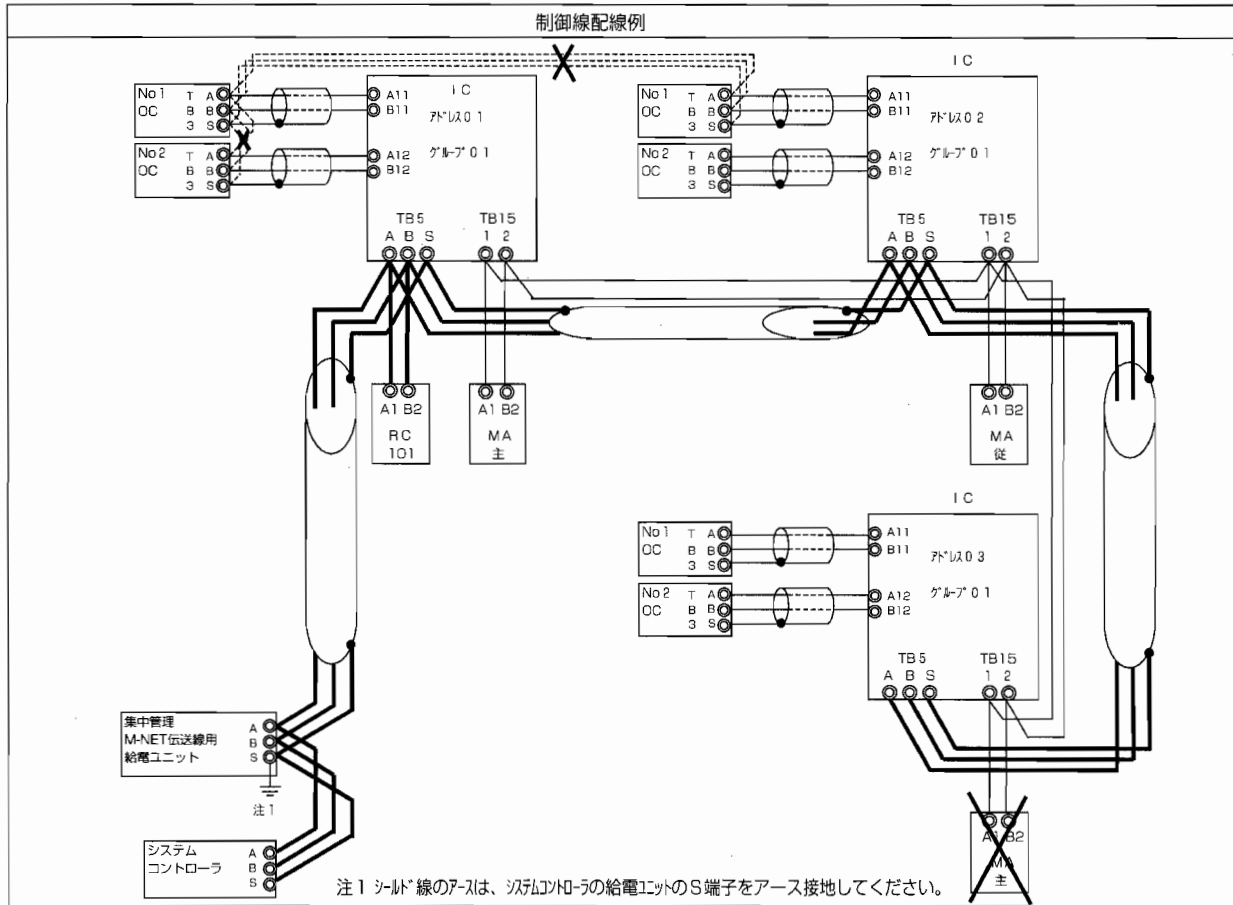 制御線配線例
No1 T A
OC B B
3 S
No2 T A
OC B B
3 S
A11
B11
A12
B12
IC
アドレス01
グループ01
TB5
A B S
TB15
1 2
No1 T A
OC B B
3 S
No2 T A
OC B B
3 S
IC
A11
B11
A12
B12
アドレス02
グループ01
TB5
A B S
TB15
1 2
A1 B2
RC
101
A1 B2
MA
主
A1 B2
MA
従
IC
No1 T A
OC B B
3 S
No2 T A
OC B B
3 S
A11
B11
A12
B12
アドレス03
グループ01
TB5
A B S
TB15
1 2
集中管理 A
M-NET伝送線用 B
給電ユニット S
注1
システム A
コントローラ B
S
A1 B2
MA
主
注1 シールド線のアースは、システムコントローラの給電ユニットのS端子をアース接地してください。